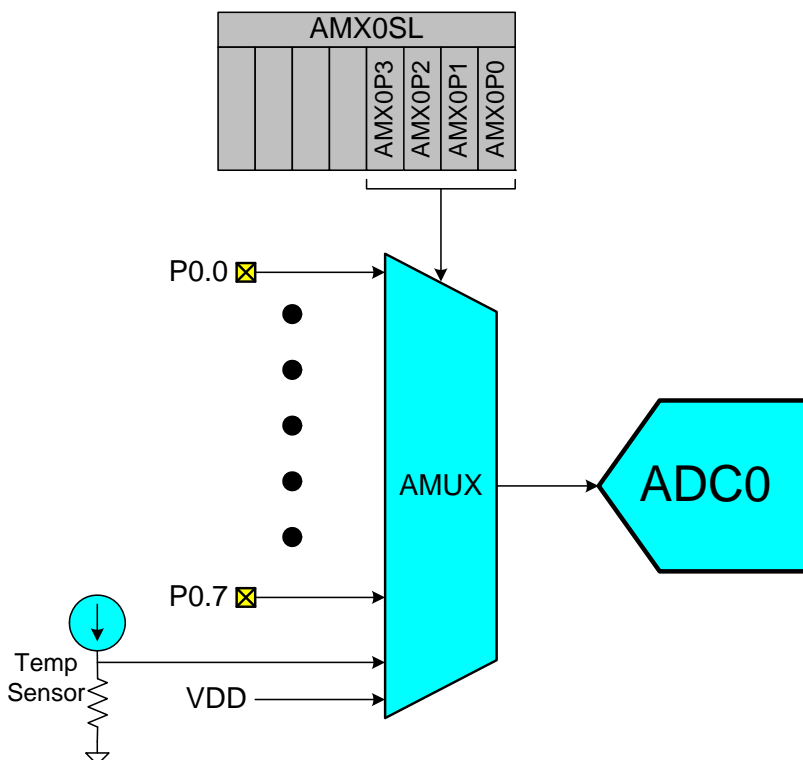 AMX0SL
AMX0P3
AMX0P2
AMX0P1
AMX0P0
P0.0
AMUX
ADC0
P0.7
Temp
Sensor
VDD